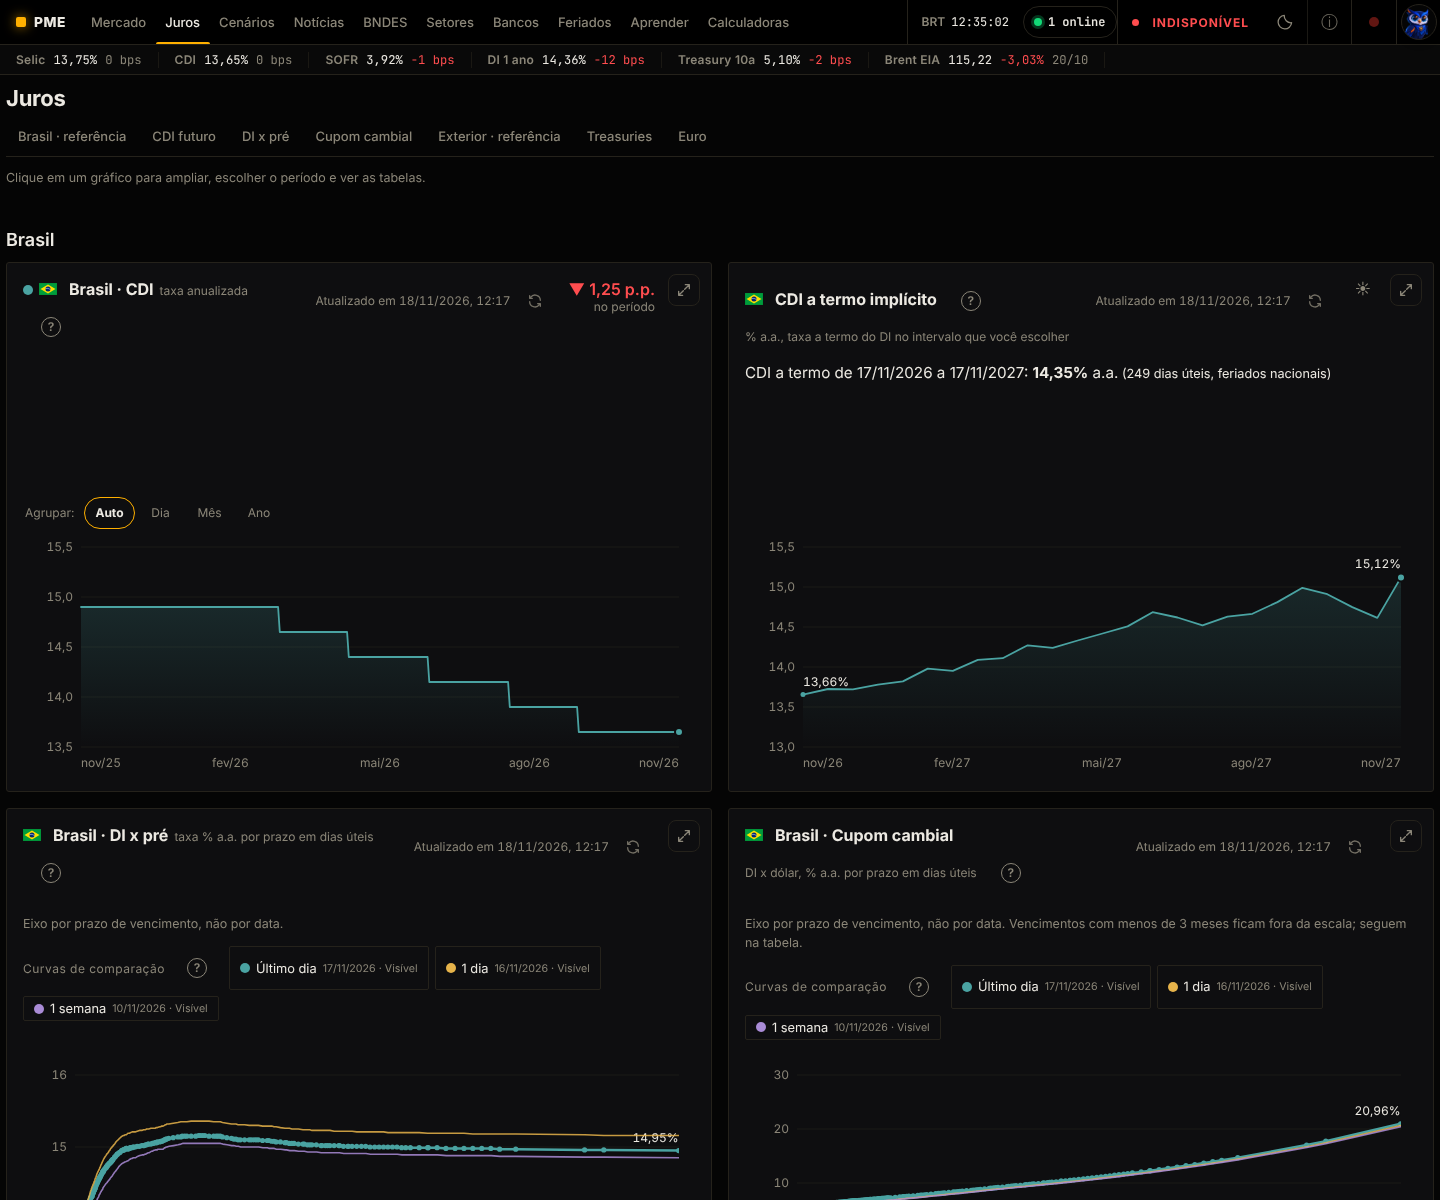 PME Mercado Juros Cenários Notícias BNDES Setores Bancos Feriados Aprender Calculadoras BRT 12:35:02 1 online INDISPONÍVEL
Selic 13,75% 0 bps CDI 13,65% 0 bps SOFR 3,92% -1 bps DI 1 ano 14,36% -12 bps Treasury 10a 5,10% -2 bps Brent EIA 115,22 -3,03% 20/10
Juros
Brasil · referência CDI futuro DI x pré Cupom cambial Exterior · referência Treasuries Euro
Clique em um gráfico para ampliar, escolher o período e ver as tabelas.
Brasil
Brasil · CDI taxa anualizada
Atualizado em 18/11/2026, 12:17
▼ 1,25 p.p.
no período
?
Agrupar: Auto Dia Mês Ano
15,5
15,0
14,5
14,0
13,5
nov/25 fev/26 mai/26 ago/26 nov/26
CDI a termo implícito ? Atualizado em 18/11/2026, 12:17
% a.a., taxa a termo do DI no intervalo que você escolher
CDI a termo de 17/11/2026 a 17/11/2027: 14,35% a.a. (249 dias úteis, feriados nacionais)
15,5
15,12%
15,0
14,5
14,0
13,66%
13,5
13,0
nov/26 fev/27 mai/27 ago/27 nov/27
Brasil · DI x pré taxa % a.a. por prazo em dias úteis
Atualizado em 18/11/2026, 12:17
?
Eixo por prazo de vencimento, não por data.
Curvas de comparação ? Último dia 17/11/2026 · Visível 1 dia 16/11/2026 · Visível
1 semana 10/11/2026 · Visível
16
14,95%
15
Brasil · Cupom cambial
Atualizado em 18/11/2026, 12:17
DI x dólar, % a.a. por prazo em dias úteis ?
Eixo por prazo de vencimento, não por data. Vencimentos com menos de 3 meses ficam fora da escala; seguem
na tabela.
Curvas de comparação ? Último dia 17/11/2026 · Visível 1 dia 16/11/2026 · Visível
1 semana 10/11/2026 · Visível
30
20,96%
20
10